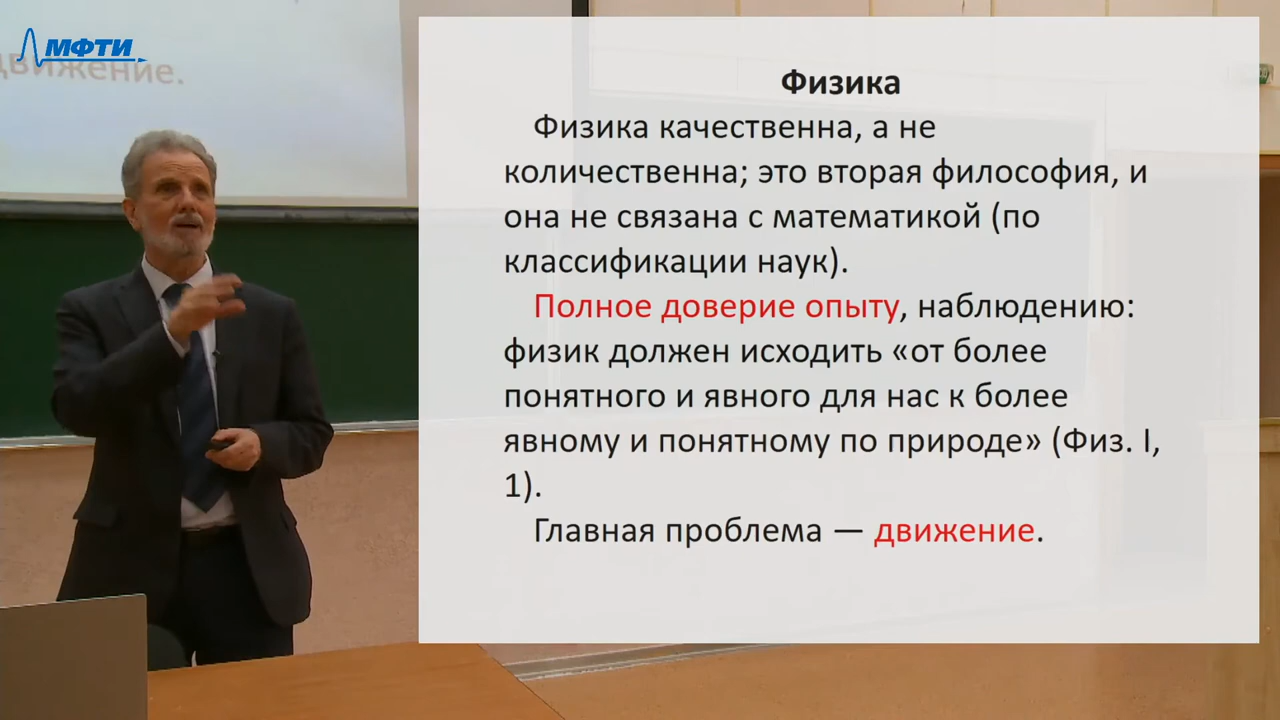 МФТИ
движение.
Физика
Физика качественна, а не
количественна; это вторая философия, и
она не связана с математикой (по
классификации наук).
Полное доверие опыту, наблюдению:
физик должен исходить «от более
понятного и явного для нас к более
явному и понятному по природе» (Физ. I,
1).
Главная проблема — движение.